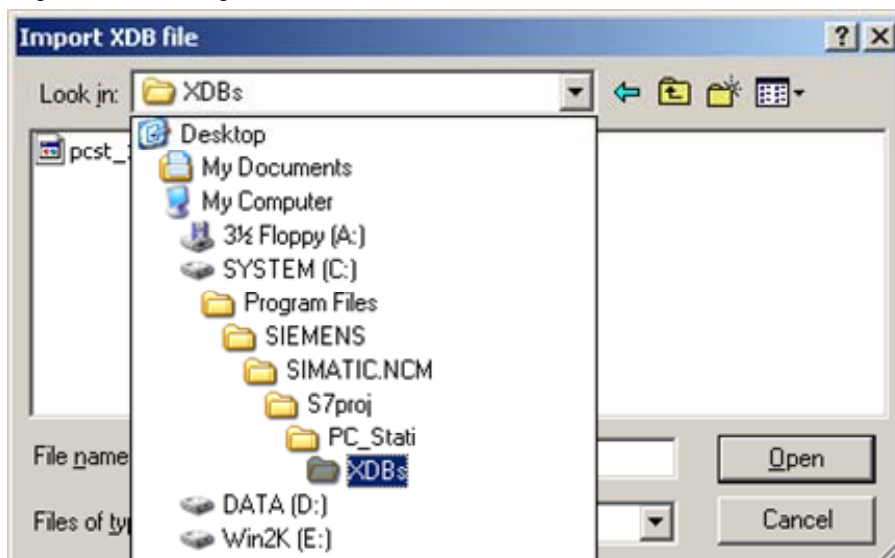 Import XDB file
Look in: XDBs
Desktop
pcst_
My Documents
My Computer
3½ Floppy (A:)
SYSTEM (C:)
Program Files
SIEMENS
SIMATIC.NCM
S7proj
PC_Stati
File name
XDBs
Open
DATA (D:)
Files of ty
Cancel
Win2K (E:)